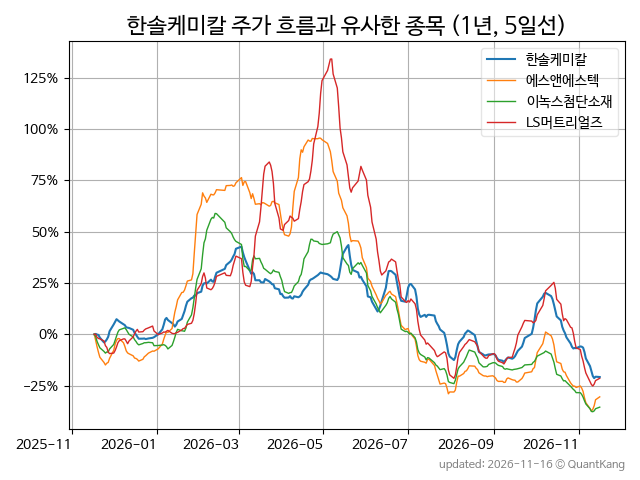 한솔케미칼 주가 흐름과 유사한 종목 (1년, 5일선)
한솔케미칼
에스앤에스텍
이녹스첨단소재
LS머트리얼즈
125%
100%
75%
50%
25%
0%
−25%
2025-11 2026-01 2026-03 2026-05 2026-07 2026-09 2026-11
updated: 2026-11-16 © QuantKang